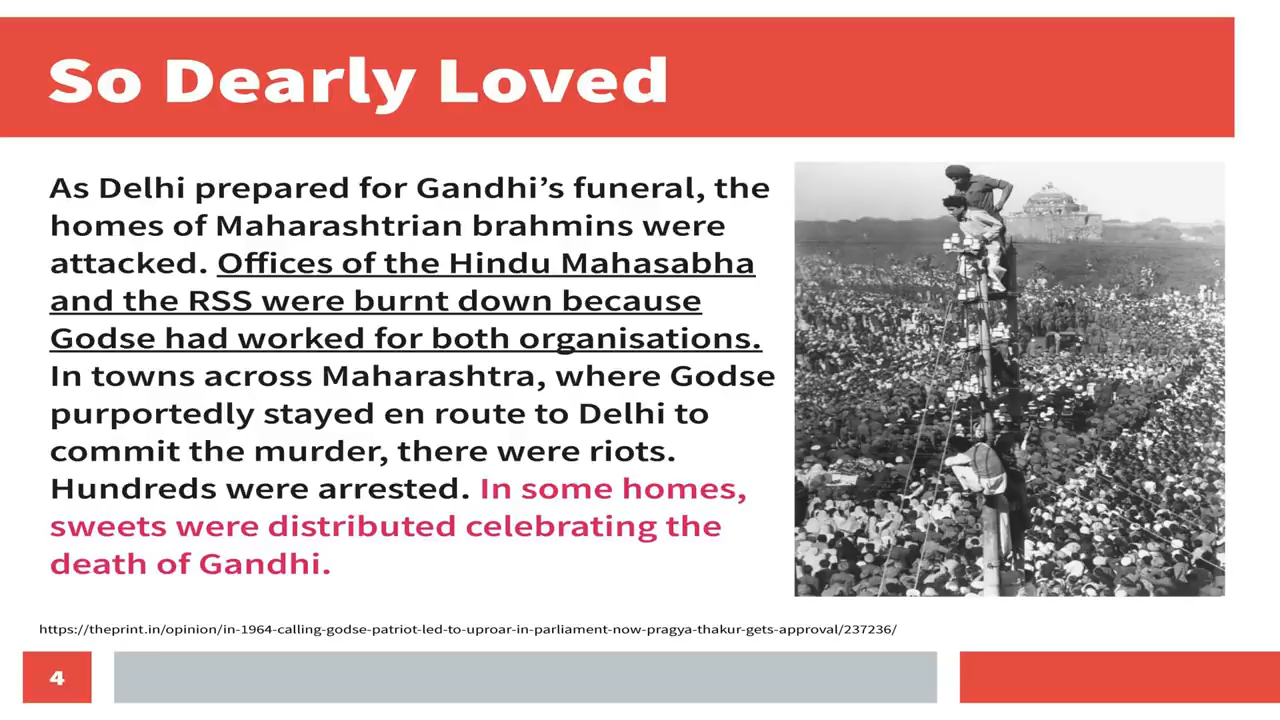 So Dearly Loved
As Delhi prepared for Gandhi’s funeral, the
homes of Maharashtrian brahmins were
attacked. Offices of the Hindu Mahasabha
and the RSS were burnt down because
Godse had worked for both organisations.
In towns across Maharashtra, where Godse
purportedly stayed en route to Delhi to
commit the murder, there were riots.
Hundreds were arrested. In some homes,
sweets were distributed celebrating the
death of Gandhi.
https://theprint.in/opinion/in-1964-calling-godse-patriot-led-to-uproar-in-parliament-now-pragya-thakur-gets-approval/237236/
4